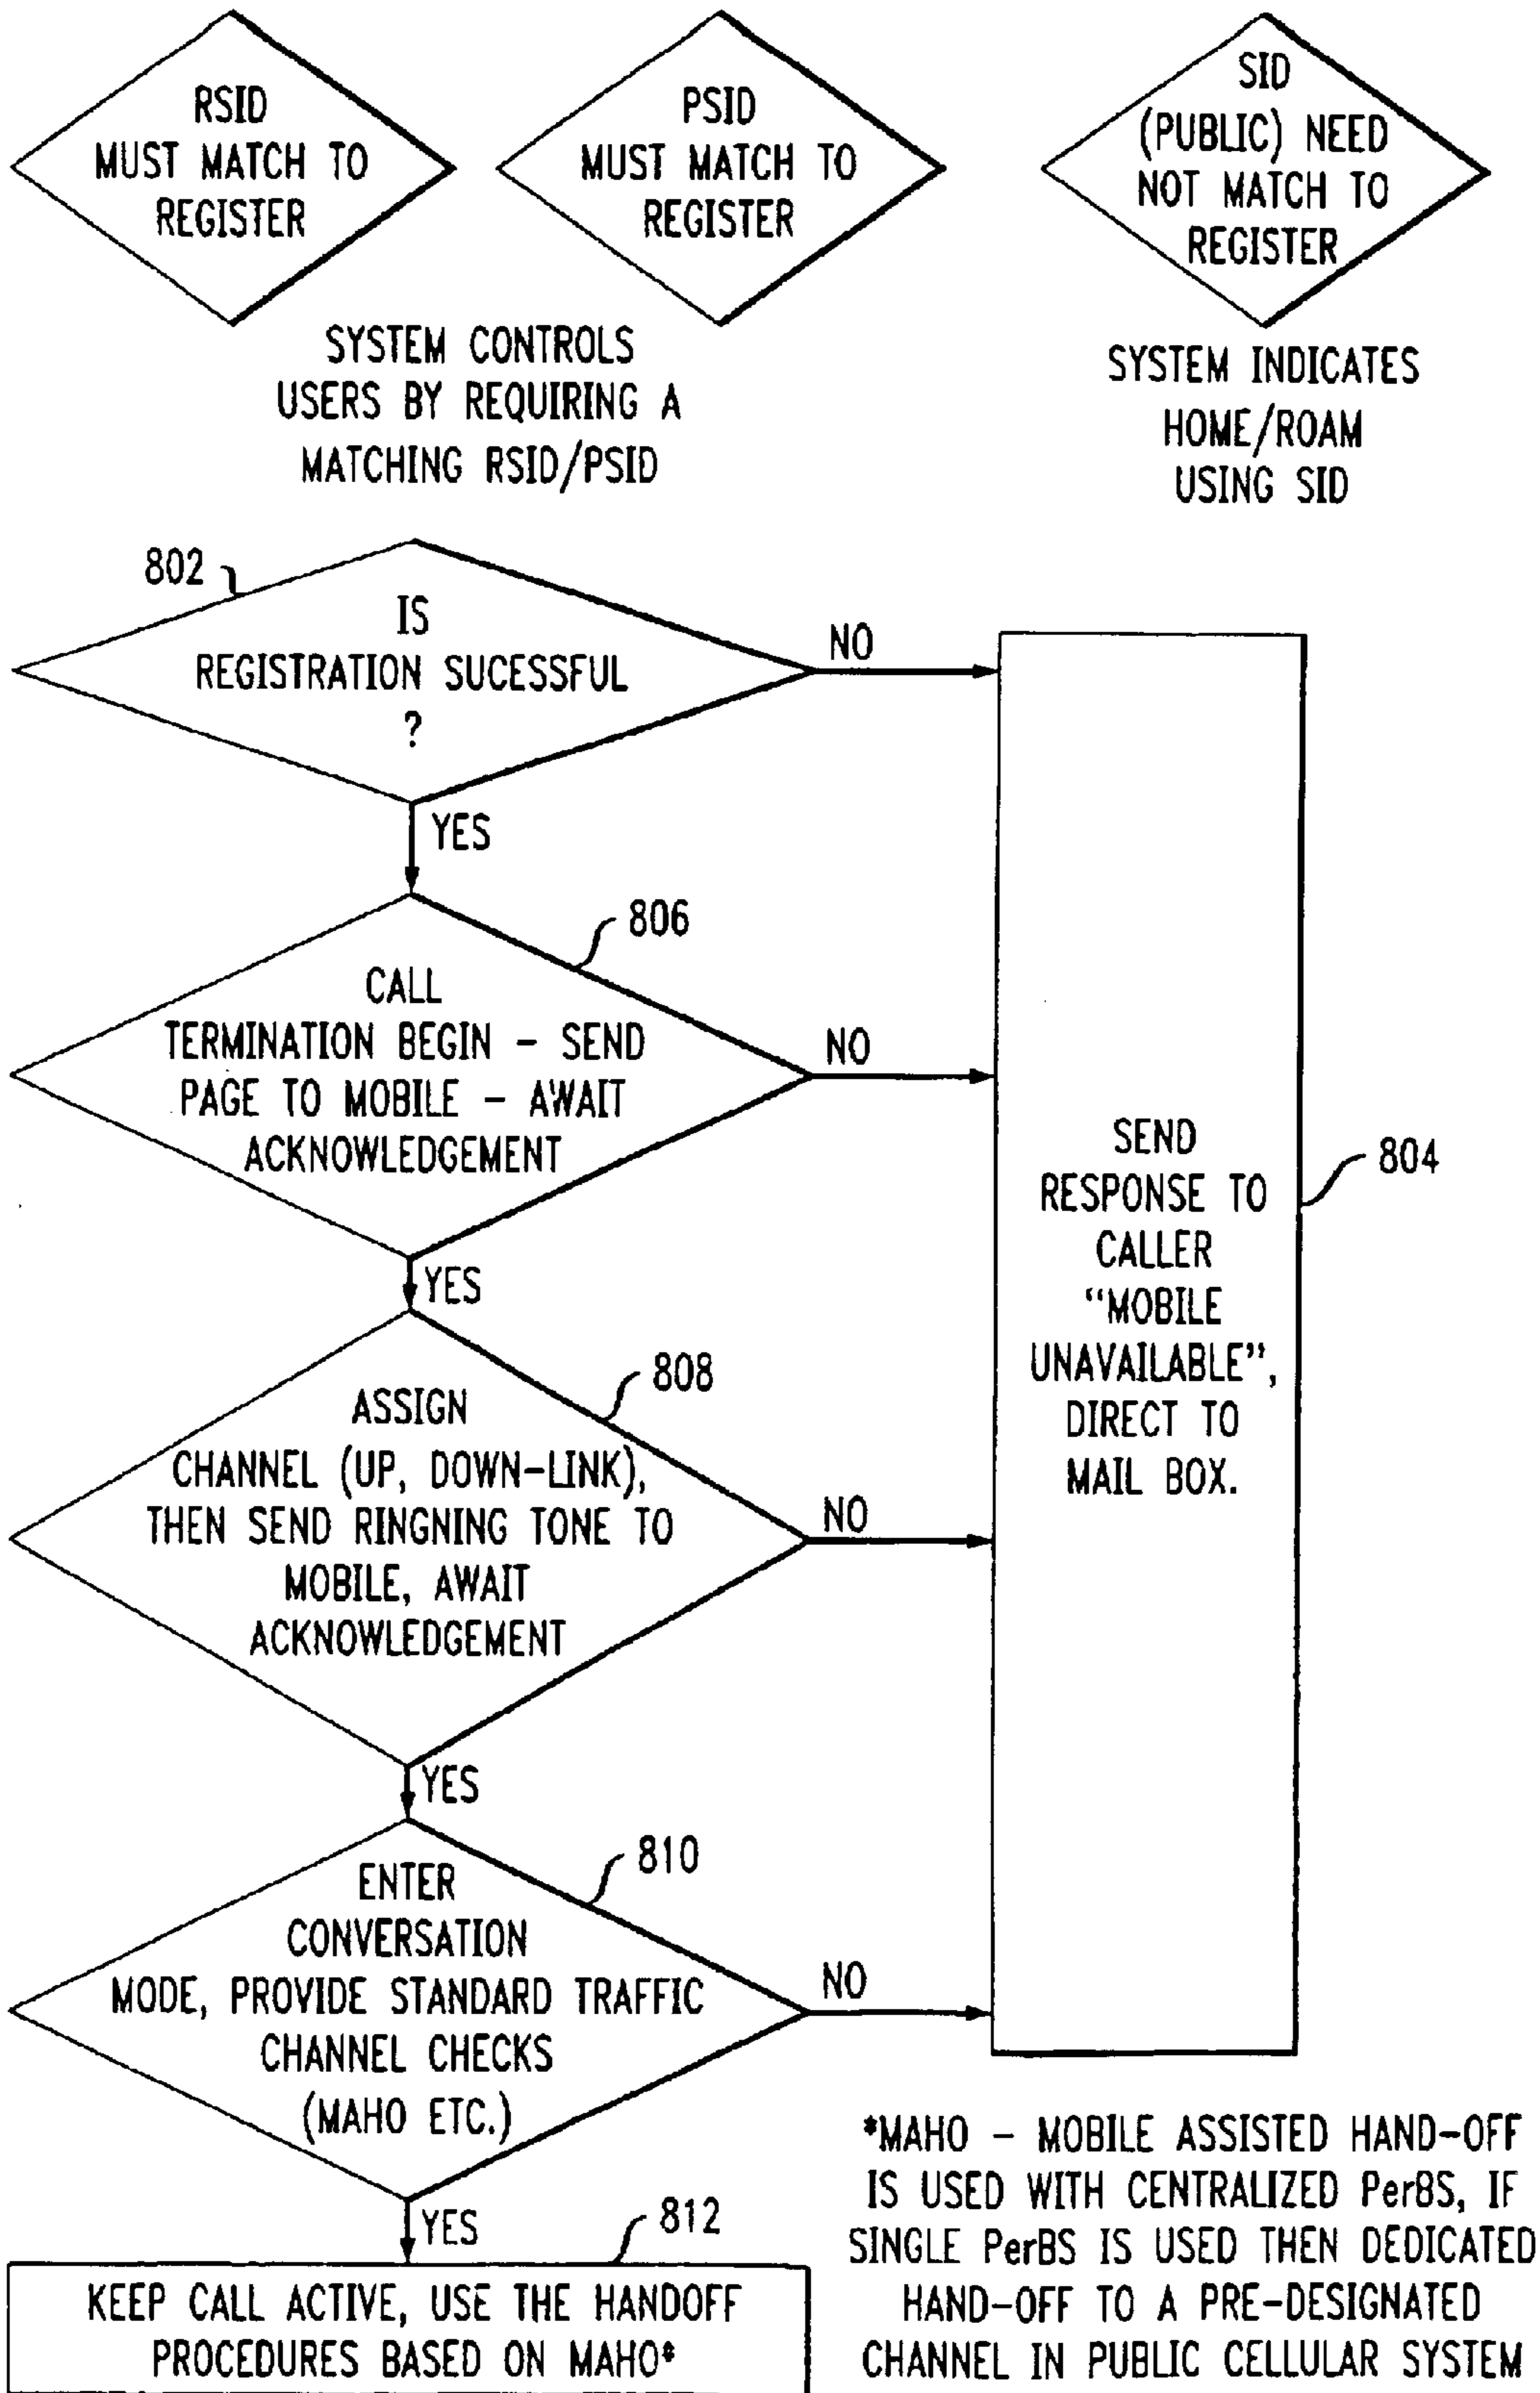 RSID
MUST MATCH TO
REGISTER
PSID
MUST MATCH TO
REGISTER
SID
(PUBLIC) NEED
NOT MATCH TO
REGISTER
SYSTEM CONTROLS
USERS BY REQUIRING A
MATCHING RSID/PSID
SYSTEM INDICATES
HOME/ROAM
USING SID
802
IS
REGISTRATION SUCESSFUL
?
NO
YES
806
CALL
TERMINATION BEGIN - SEND
PAGE TO MOBILE - AWAIT
ACKNOWLEDGEMENT
NO
YES
SEND
RESPONSE TO
CALLER
“MOBILE
UNAVAILABLE”,
DIRECT TO
MAIL BOX.
804
808
ASSIGN
CHANNEL (UP, DOWN-LINK),
THEN SEND RINGNING TONE TO
MOBILE, AWAIT
ACKNOWLEDGEMENT
NO
YES
810
ENTER
CONVERSATION
MODE, PROVIDE STANDARD TRAFFIC
CHANNEL CHECKS
(MAHO ETC.)
NO
YES
812
KEEP CALL ACTIVE, USE THE HANDOFF
PROCEDURES BASED ON MAHO*
*MAHO - MOBILE ASSISTED HAND-OFF
IS USED WITH CENTRALIZED PerBS, IF
SINGLE PerBS IS USED THEN DEDICATED
HAND-OFF TO A PRE-DESIGNATED
CHANNEL IN PUBLIC CELLULAR SYSTEM